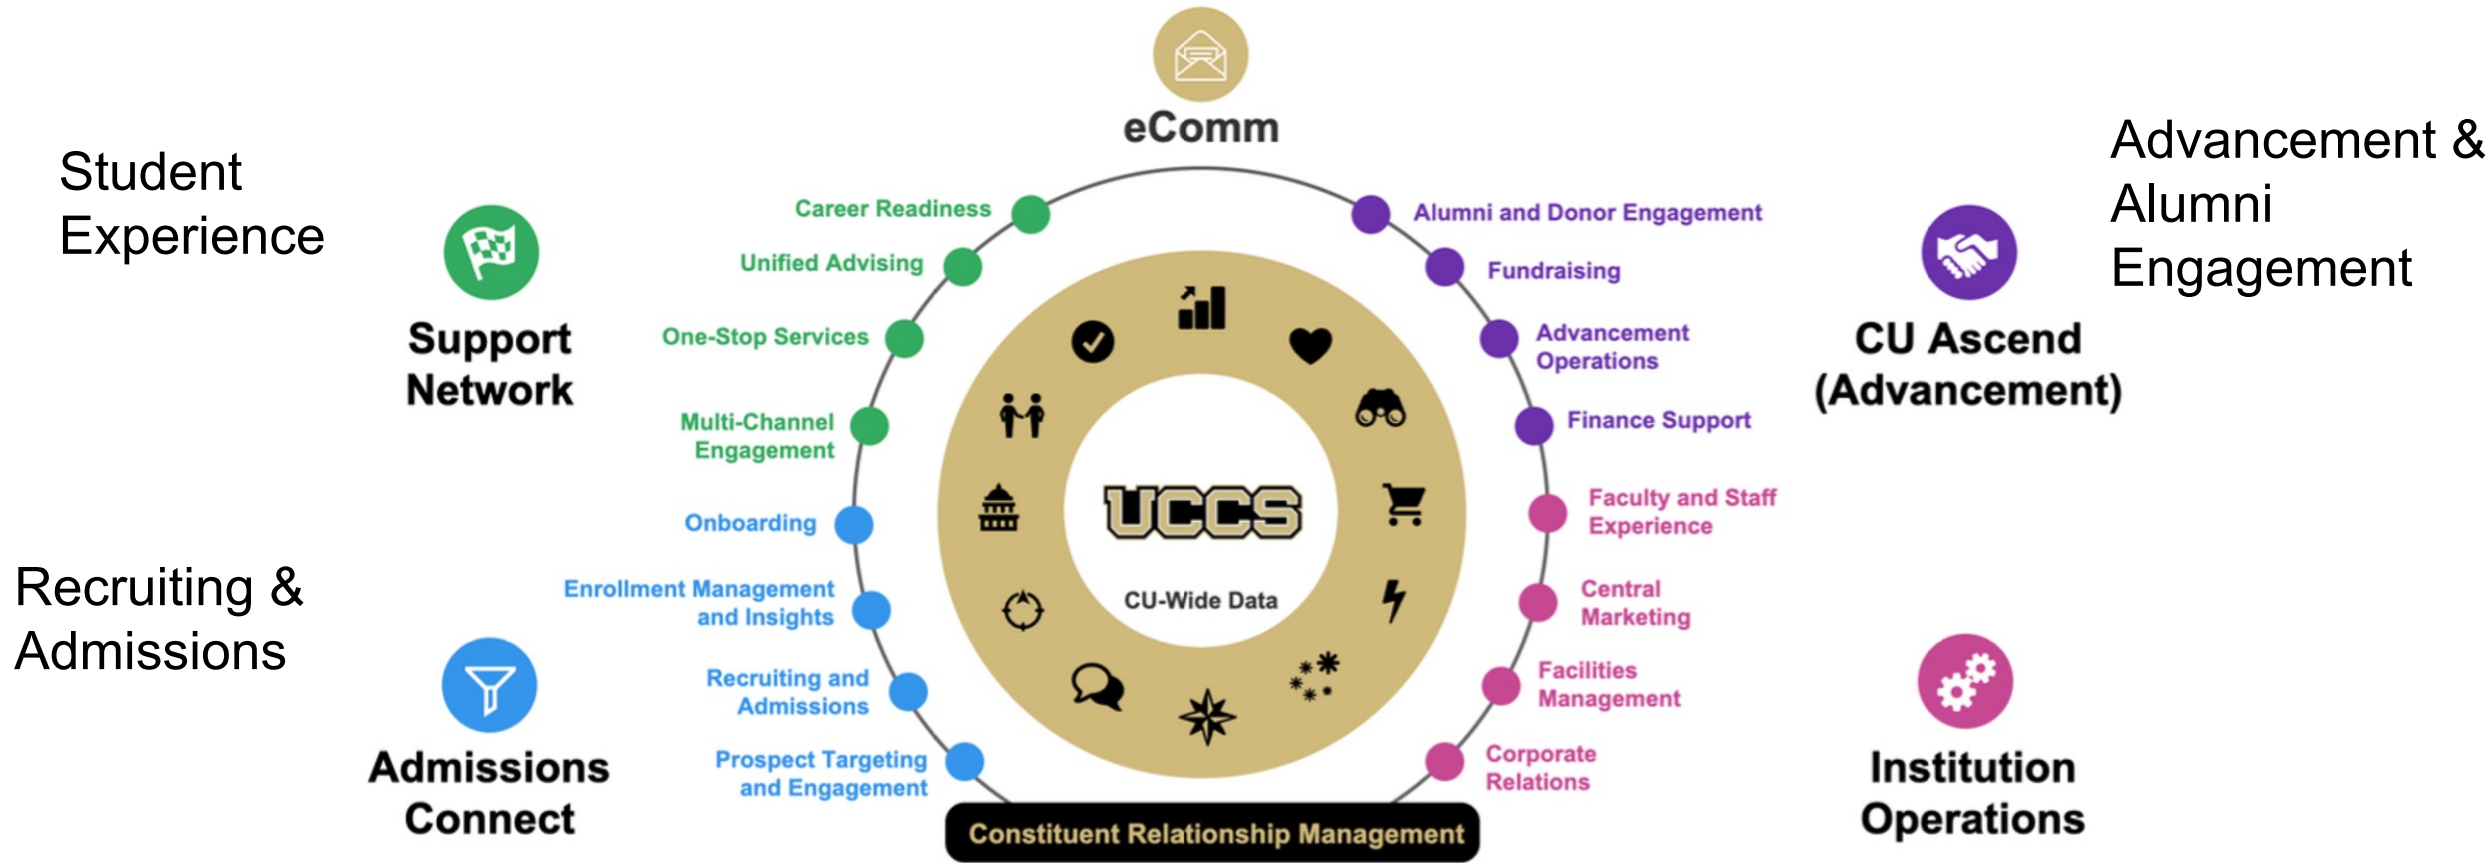 eComm
Student
Experience
Support
Network
Career Readiness
Unified Advising
One-Stop Services
Multi-Channel
Engagement
Recruiting &
Admissions
Admissions
Connect
Onboarding
Enrollment Management
and Insights
Recruiting and
Admissions
Prospect Targeting
and Engagement
UCCS
CU-Wide Data
Constituent Relationship Management
Alumni and Donor Engagement
Fundraising
Advancement
Operations
Finance Support
Advancement &
Alumni
Engagement
CU Ascend
(Advancement)
Faculty and Staff
Experience
Central
Marketing
Facilities
Management
Corporate
Relations
Institution
Operations